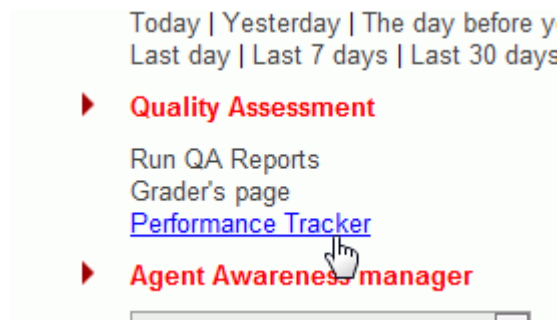 Today | Yesterday | The day before
Last day | Last 7 days | Last 30 days
Quality Assessment
Run QA Reports
Grader's page
Performance Tracker
Agent Awareness manager